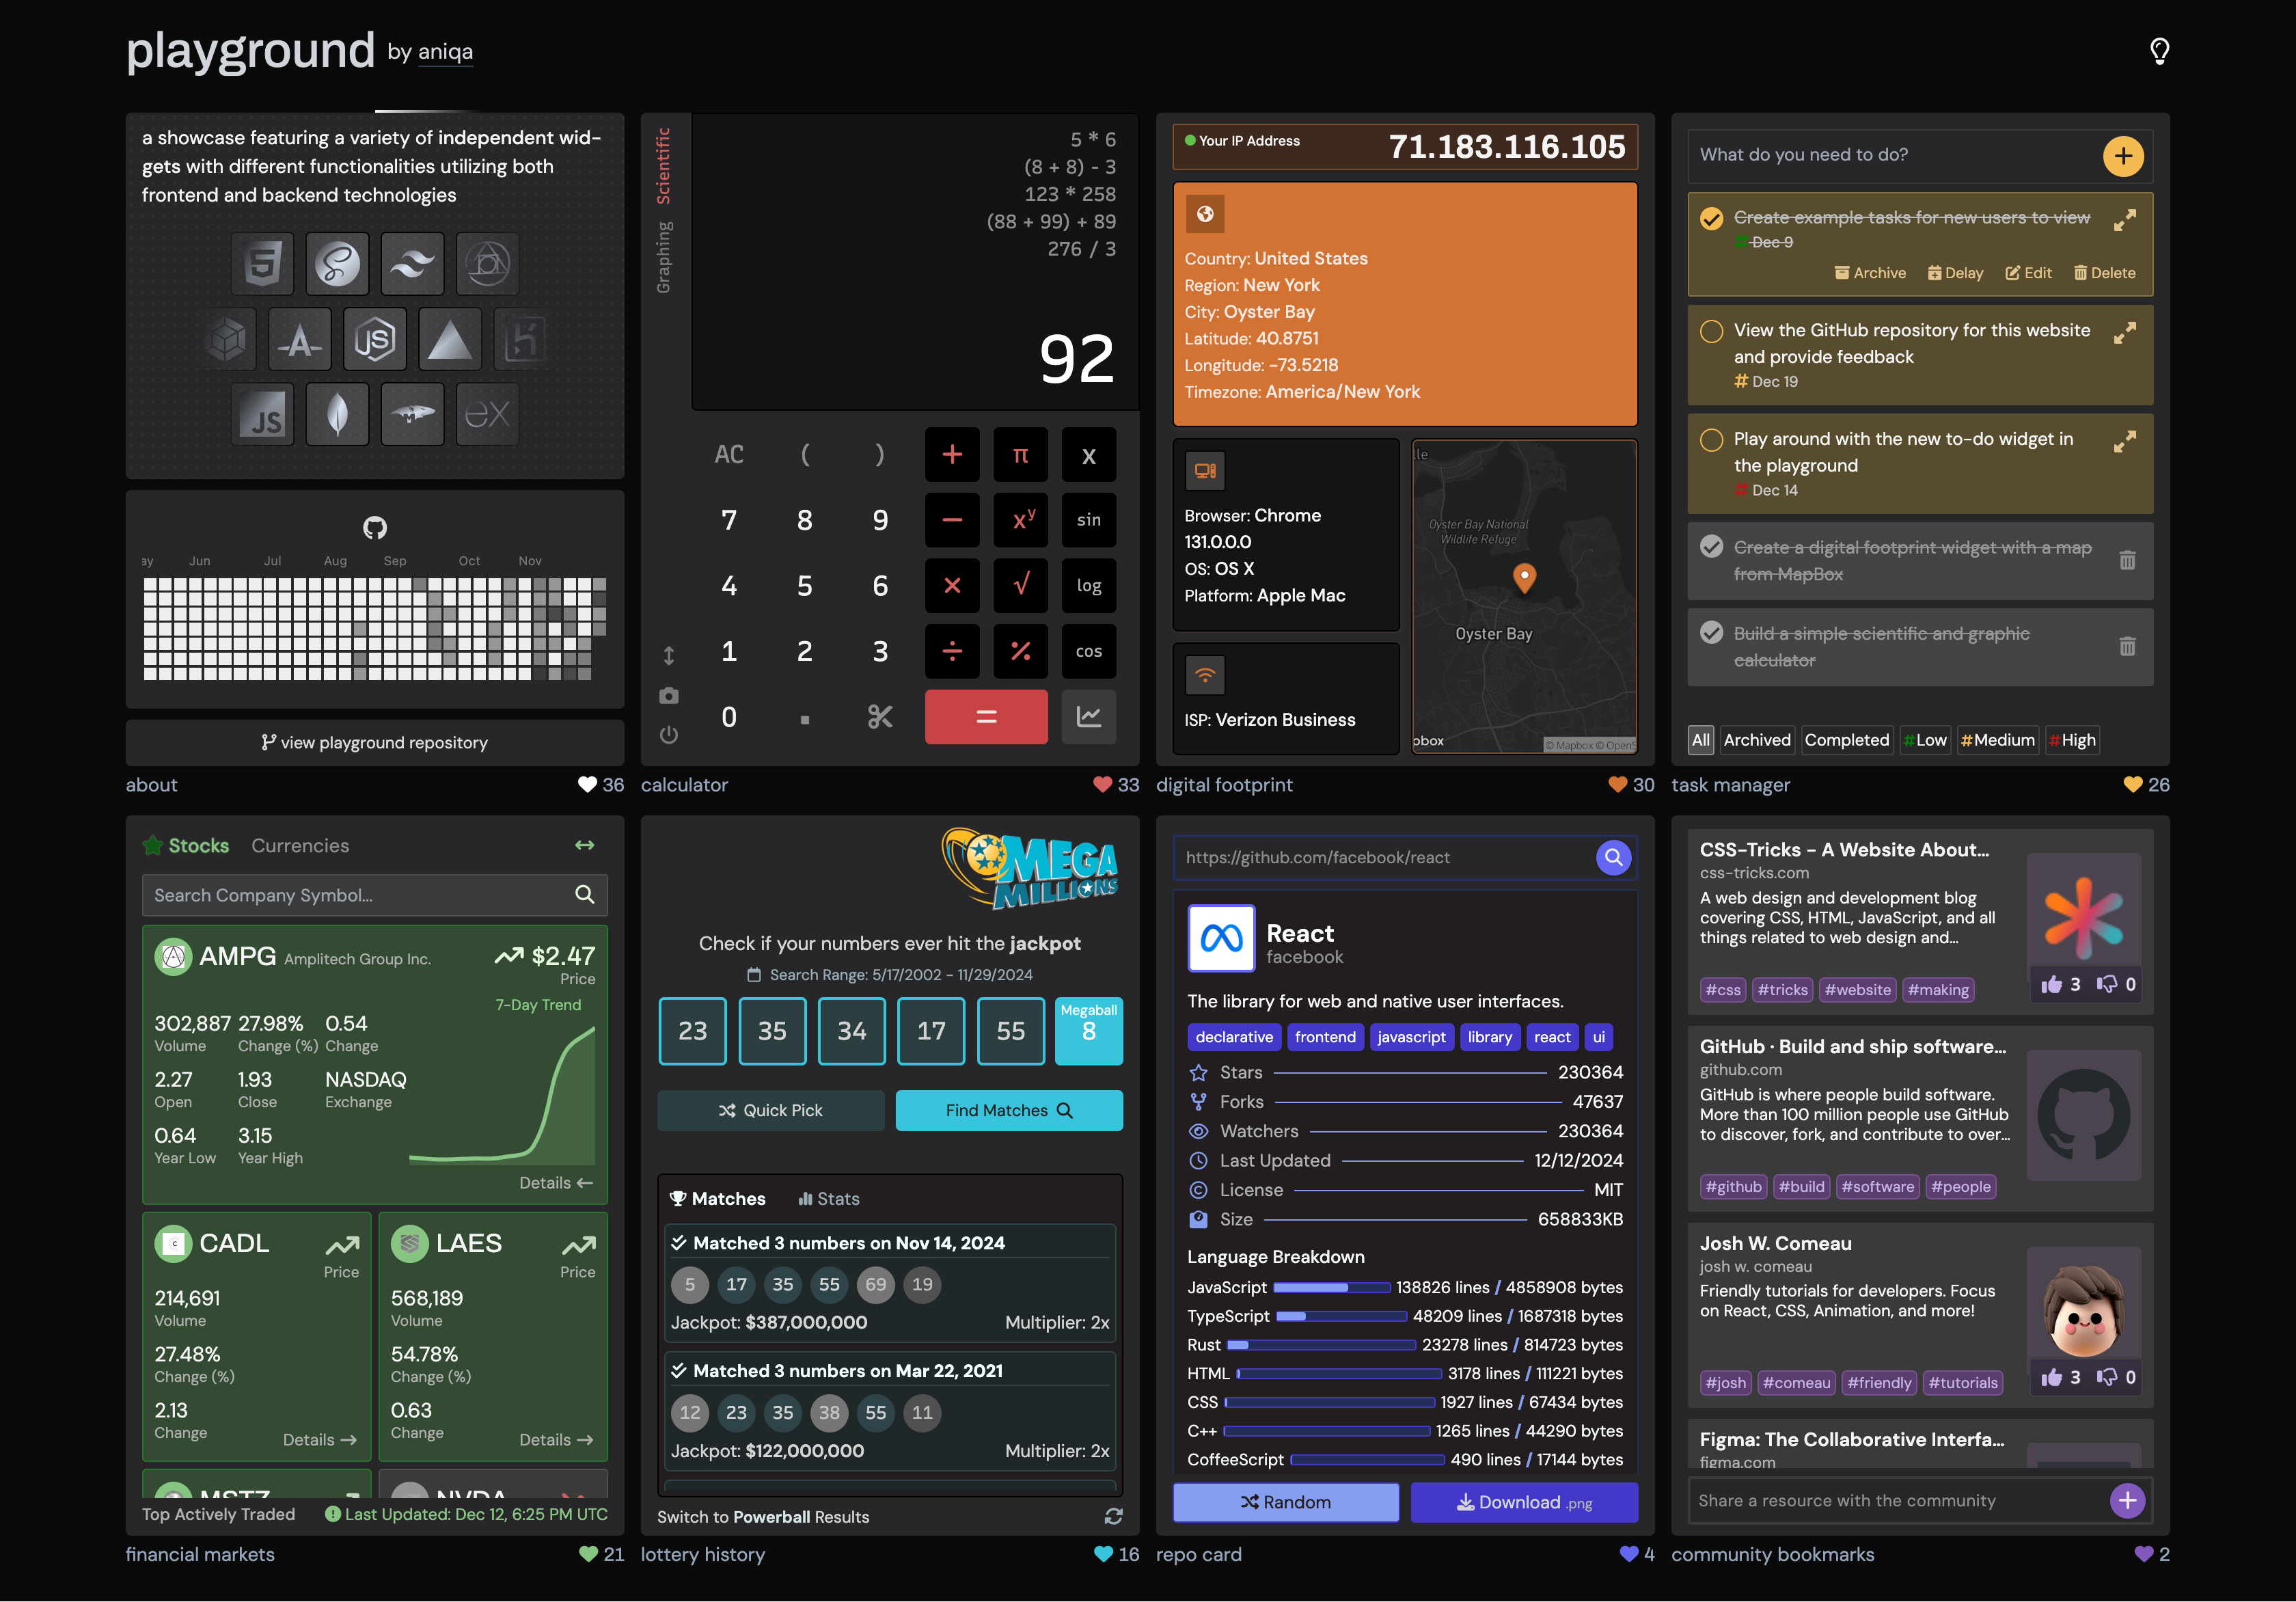 playground by aniqa
a showcase featuring a variety of independent wid-
gets with different functionalities utilizing both
frontend and backend technologies
JS
JS
eX
ay Jun Jul Aug Sep Oct Nov
view playground repository
about 36
Scientific
Graphing
5 * 6
(8 + 8) - 3
123 * 258
(88 + 99) + 89
276 / 3
92
AC ( ) + π x
7 8 9 − xʸ sin
4 5 6 × √ log
1 2 3 ÷ % cos
0 . =
calculator 33
Your IP Address 71.183.116.105
Country: United States
Region: New York
City: Oyster Bay
Latitude: 40.8751
Longitude: -73.5218
Timezone: America/New York
Browser: Chrome
131.0.0.0
OS: OS X
Platform: Apple Mac
ISP: Verizon Business
lle
Oyster Bay National
Wildlife Refuge
Oyster Bay
pbox © Mapbox © OpenS
digital footprint 30
What do you need to do?
Create example tasks for new users to view
# Dec 9
Archive Delay Edit Delete
View the GitHub repository for this website
and provide feedback
# Dec 19
Play around with the new to-do widget in
the playground
# Dec 14
Create a digital footprint widget with a map
from MapBox
Build a simple scientific and graphic
calculator
All Archived Completed #Low #Medium #High
task manager 26
Stocks Currencies
Search Company Symbol...
AMPG Amplitech Group Inc. $2.47
Price
7-Day Trend
302,887 27.98% 0.54
Volume Change (%) Change
2.27 1.93 NASDAQ
Open Close Exchange
0.64 3.15
Year Low Year High
Details
CADL
Price
214,691
Volume
27.48%
Change (%)
2.13
Change
Details
LAES
Price
568,189
Volume
54.78%
Change (%)
0.63
Change
Details
MSTZ NVDA
Top Actively Traded Last Updated: Dec 12, 6:25 PM UTC
financial markets 21
MEGA
MILLIONS
Check if your numbers ever hit the jackpot
Search Range: 5/17/2002 - 11/29/2024
Megaball
23 35 34 17 55 8
Quick Pick Find Matches
Matches Stats
Matched 3 numbers on Nov 14, 2024
5 17 35 55 69 19
Jackpot: $387,000,000 Multiplier: 2x
Matched 3 numbers on Mar 22, 2021
12 23 35 38 55 11
Jackpot: $122,000,000 Multiplier: 2x
Switch to Powerball Results
lottery history 16
https://github.com/facebook/react
React
facebook
The library for web and native user interfaces.
declarative frontend javascript library react ui
Stars 230364
Forks 47637
Watchers 230364
Last Updated 12/12/2024
License MIT
Size 658833KB
Language Breakdown
JavaScript 138826 lines / 4858908 bytes
TypeScript 48209 lines / 1687318 bytes
Rust 23278 lines / 814723 bytes
HTML 3178 lines / 111221 bytes
CSS 1927 lines / 67434 bytes
C++ 1265 lines / 44290 bytes
CoffeeScript 490 lines / 17144 bytes
Random Download .png
repo card 4
CSS-Tricks - A Website About...
css-tricks.com
A web design and development blog
covering CSS, HTML, JavaScript, and all
things related to web design and...
#css #tricks #website #making
3 0
GitHub · Build and ship software...
github.com
GitHub is where people build software.
More than 100 million people use GitHub
to discover, fork, and contribute to over...
#github #build #software #people
Josh W. Comeau
josh w. comeau
Friendly tutorials for developers. Focus
on React, CSS, Animation, and more!
#josh #comeau #friendly #tutorials
3 0
Figma: The Collaborative Interfa...
figma.com
Share a resource with the community
community bookmarks 2